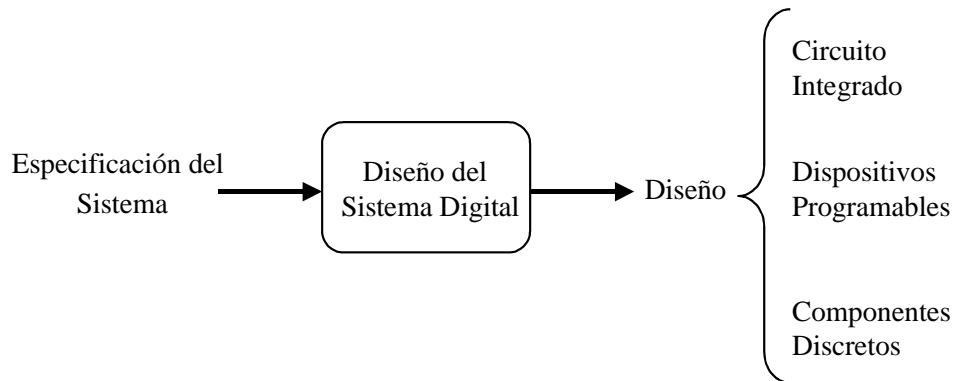 Especificación del
Sistema
Diseño del
Sistema Digital
Diseño
Circuito
Integrado
Dispositivos
Programables
Componentes
Discretos